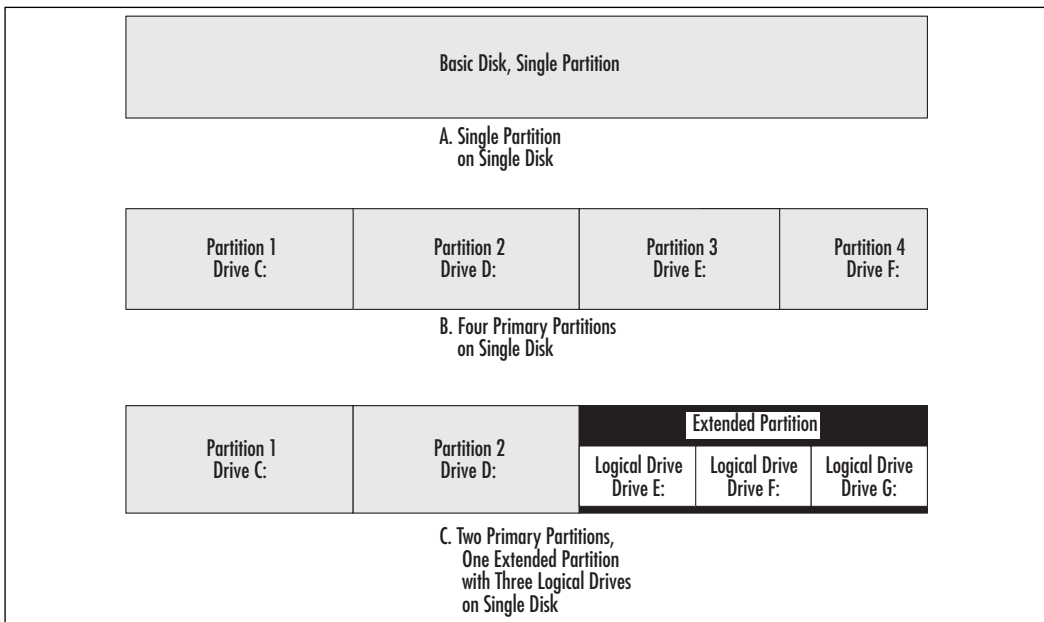 Basic Disk, Single Partition
A. Single Partition
on Single Disk
Partition 1
Drive C:
Partition 2
Drive D:
Partition 3
Drive E:
Partition 4
Drive F:
B. Four Primary Partitions
on Single Disk
Partition 1
Drive C:
Partition 2
Drive D:
Extended Partition
Logical Drive
Drive E:
Logical Drive
Drive F:
Logical Drive
Drive G:
C. Two Primary Partitions,
One Extended Partition
with Three Logical Drives
on Single Disk